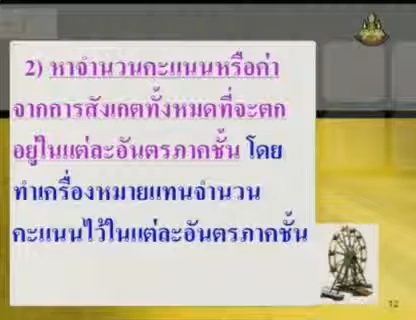 2) หาจำนวนคะแนนหรือค่า
จากการสังเกตทั้งหมดที่จะตก
อยู่ในแต่ละอันตรภาคชั้น โดย
ทำเครื่องหมายแทนจำนวน
คะแนนไว้ในแต่ละอันตรภาคชั้น
12